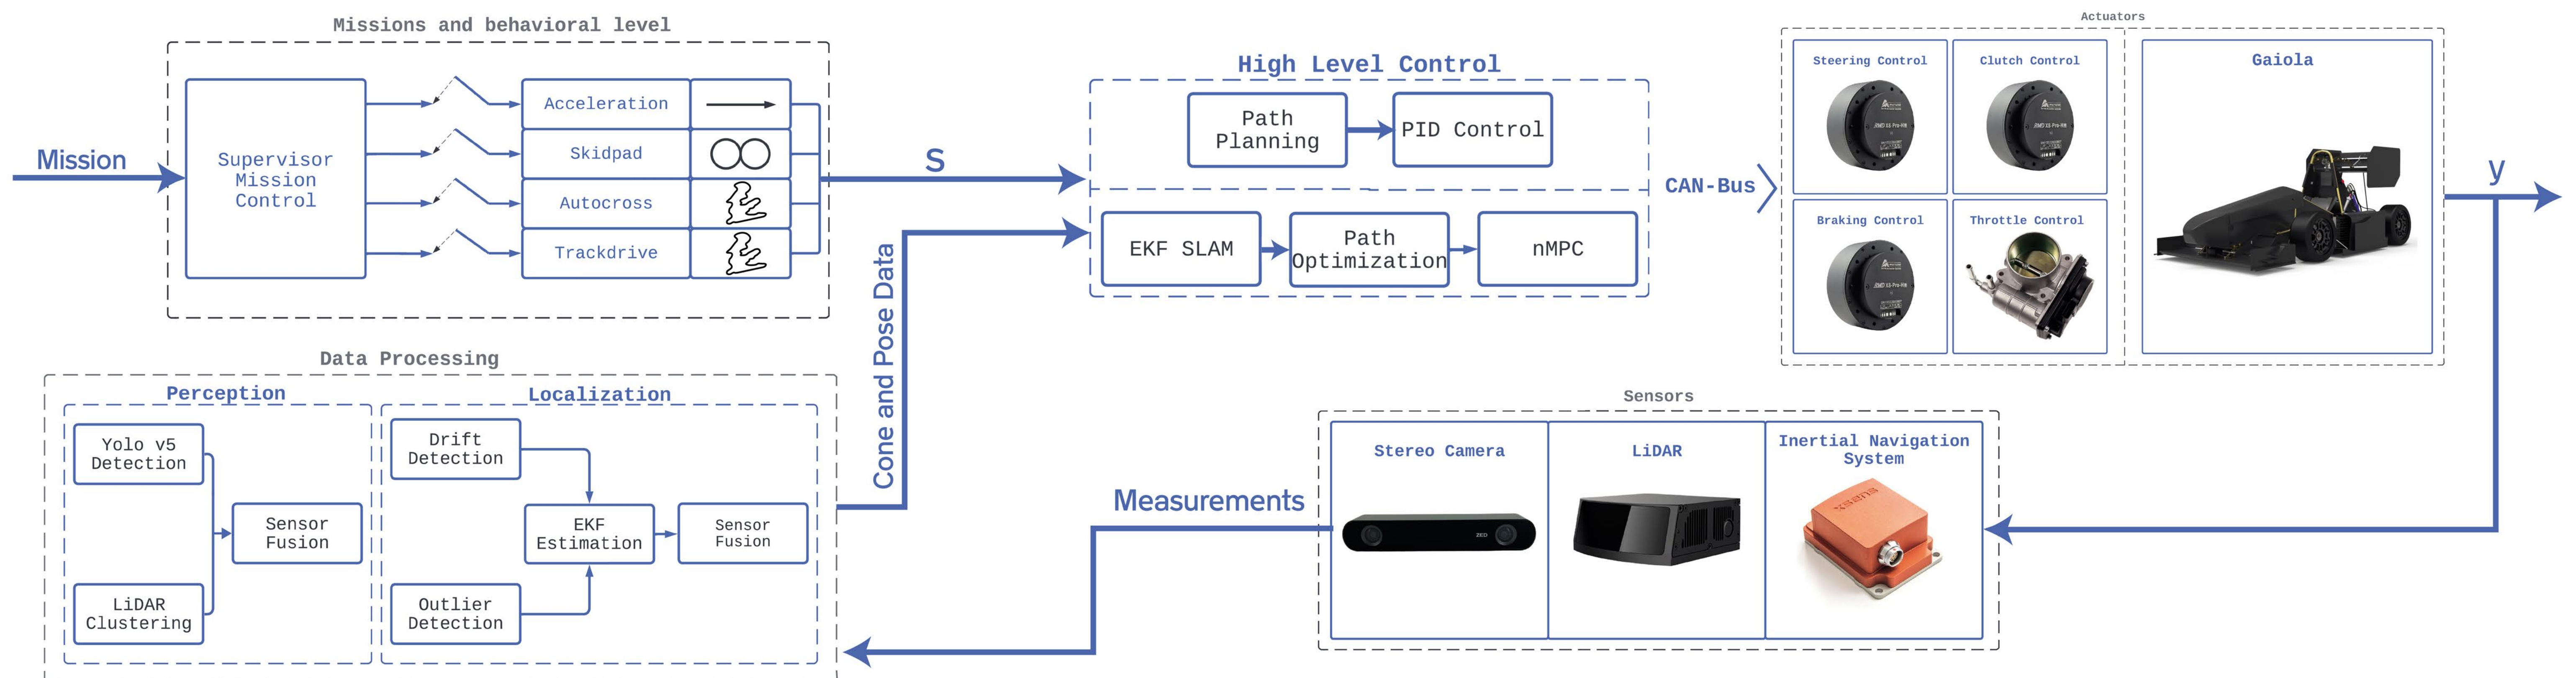 Missions and behavioral level
Mission
Supervisor
Mission
Control
Acceleration
Skidpad
Autocross
Trackdrive
S
High Level Control
Path
Planning
PID Control
EKF SLAM
Path
Optimization
nMPC
CAN-Bus
Actuators
Steering Control
Clutch Control
Braking Control
Throttle Control
Gaiola
y
Data Processing
Perception
Yolo v5
Detection
LiDAR
Clustering
Sensor
Fusion
Localization
Drift
Detection
Outlier
Detection
EKF
Estimation
Sensor
Fusion
Cone and Pose Data
Measurements
Sensors
Stereo Camera
ZED
LiDAR
Inertial Navigation
System
xsens